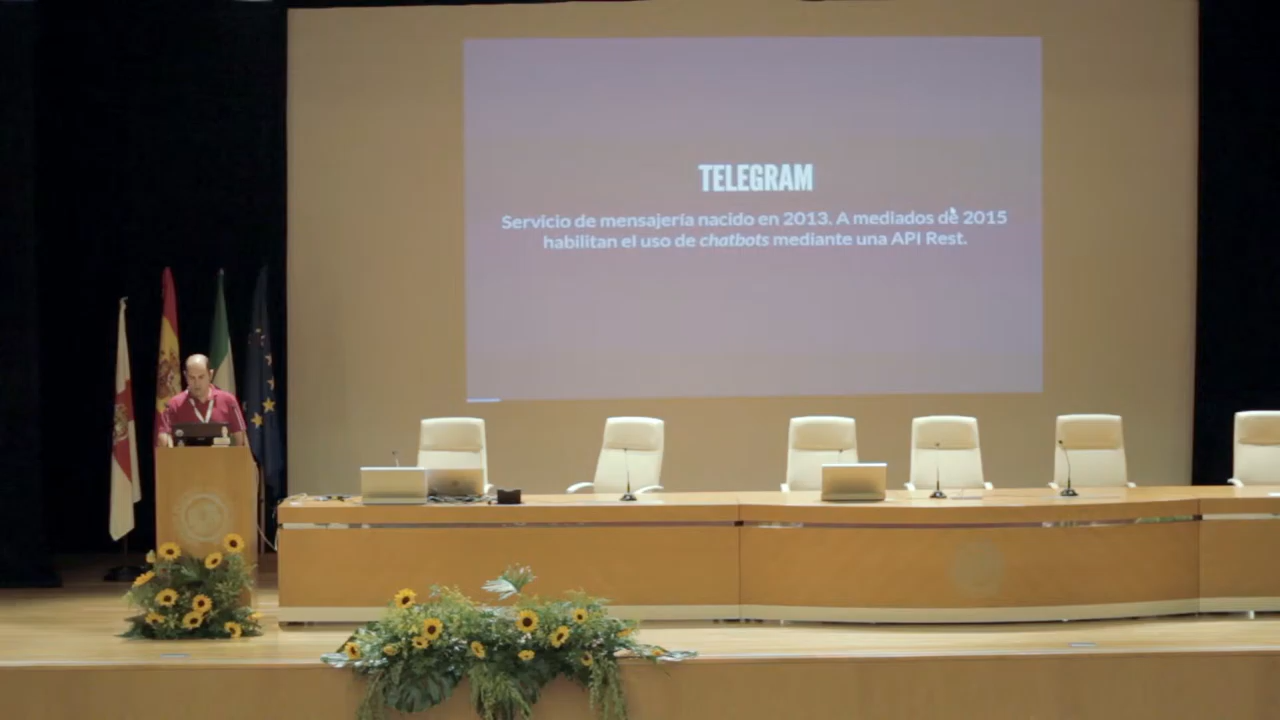 TELEGRAM
Servicio de mensajería nacido en 2013. A mediados de 2015
habilitan el uso de chatbots mediante una API Rest.